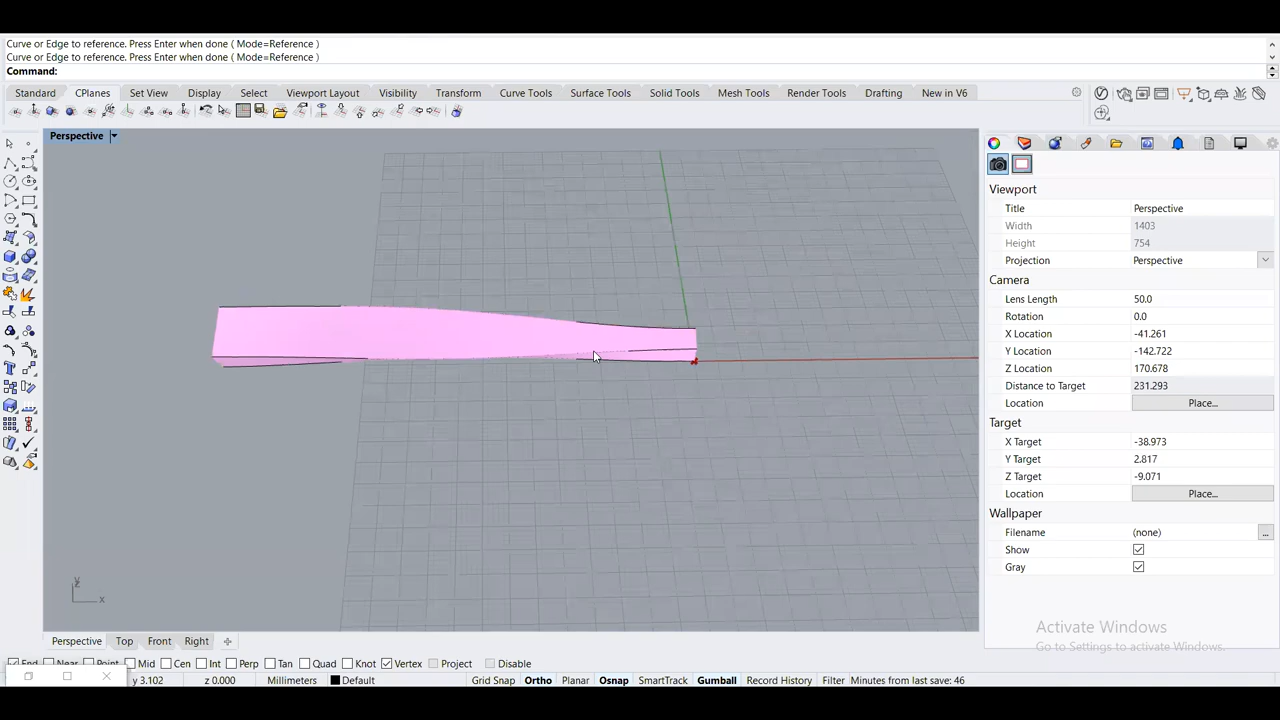 Curve or Edge to reference. Press Enter when done ( Mode=Reference )
Curve or Edge to reference. Press Enter when done ( Mode=Reference )
Command:
Standard CPlanes Set View Display Select Viewport Layout Visibility Transform Curve Tools Surface Tools Solid Tools Mesh Tools Render Tools Drafting New in V6
Perspective
Viewport
Title Perspective
Width 1403
Height 754
Projection Perspective
Camera
Lens Length 50.0
Rotation 0.0
X Location -41.261
Y Location -142.722
Z Location 170.678
Distance to Target 231.293
Location Place...
Target
X Target -38.973
Y Target 2.817
Z Target -9.071
Location Place...
Wallpaper
Filename (none) ...
Show
Gray
y
x
Activate Windows
Go to Settings to activate Windows.
Perspective Top Front Right
End Near Point Mid Cen Int Perp Tan Quad Knot Vertex Project Disable
y 3.102 z 0.000 Millimeters Default Grid Snap Ortho Planar Osnap SmartTrack Gumball Record History Filter Minutes from last save: 46